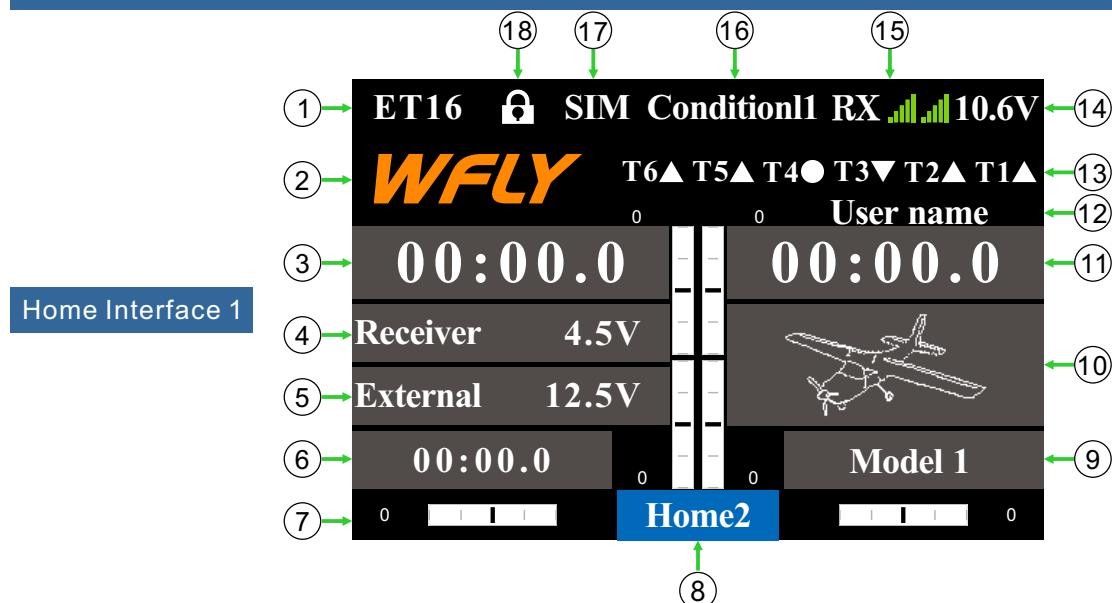 18 17 16 15
1 ET16 SIM Conditionl1 RX 10.6V 14
2 WFLY T6 T5 T4 T3 T2 T1 13
0 0 User name 12
3 00:00.0 00:00.0 11
Home Interface 1
4 Receiver 4.5V
10
5 External 12.5V
6 00:00.0 0 0 Model 1 9
7 0 Home2 0
8